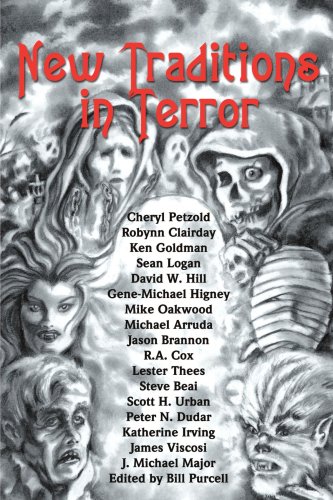 New Traditions
in Terror
Cheryl Petzold
Robynn Clairday
Ken Goldman
Sean Logan
David W. Hill
Gene-Michael Higney
Mike Oakwood
Michael Arruda
Jason Brannon
R.A. Cox
Lester Thees
Steve Beai
Scott H. Urban
Peter N. Dudar
Katherine Irving
James Viscosi
J. Michael Major
Edited by Bill Purcell